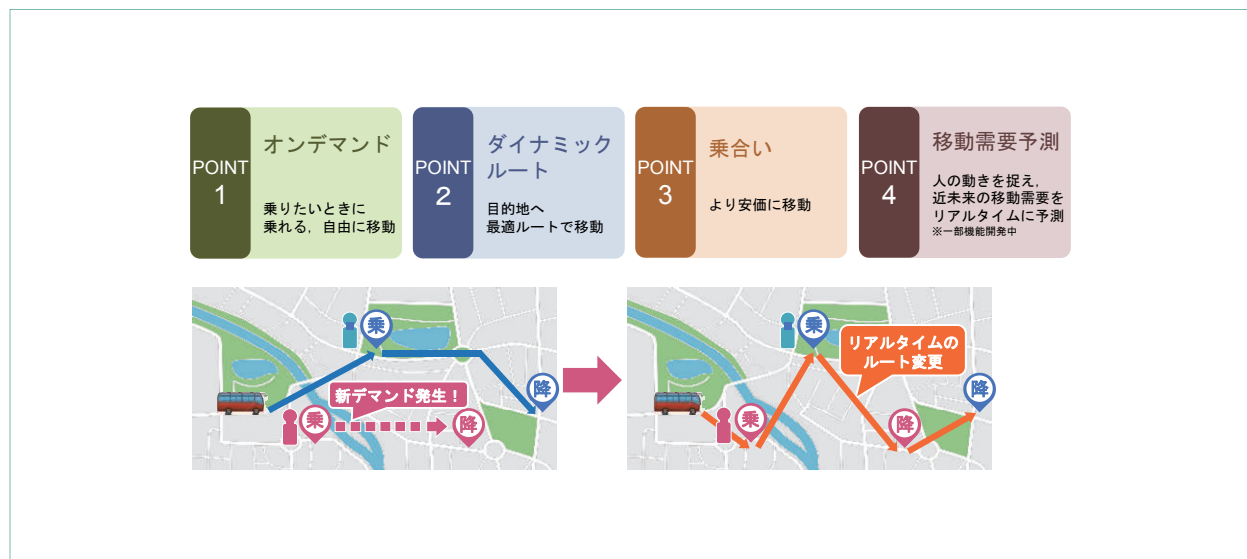 POINT
1
オンデマンド
乗りたいときに
乗れる，自由に移動
POINT
2
ダイナミック
ルート
目的地へ
最適ルートで移動
POINT
3
乗合い
より安価に移動
POINT
4
移動需要予測
人の動きを捉え，
近未来の移動需要を
リアルタイムに予測
※一部機能開発中
乗
降
新デマンド発生！
乗
降
乗
リアルタイムの
ルート変更
降
乗
降